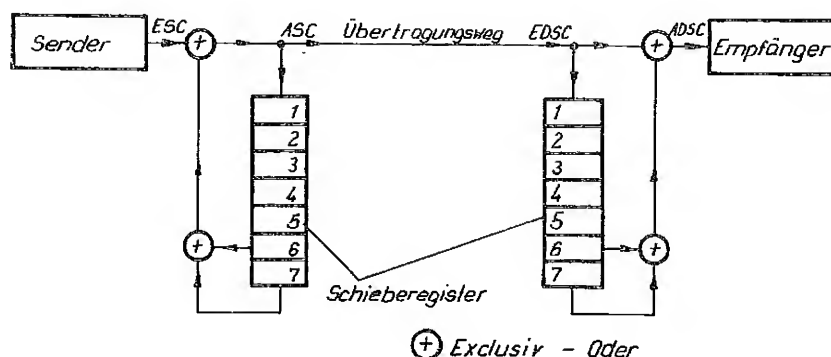 Sender
ESC
+
ASC
Übertragungsweg
EDSC
+
ADSC
Empfänger
1
2
3
4
5
6
7
+
1
2
3
4
5
6
7
+
Schieberegister
+ Exclusiv - Oder